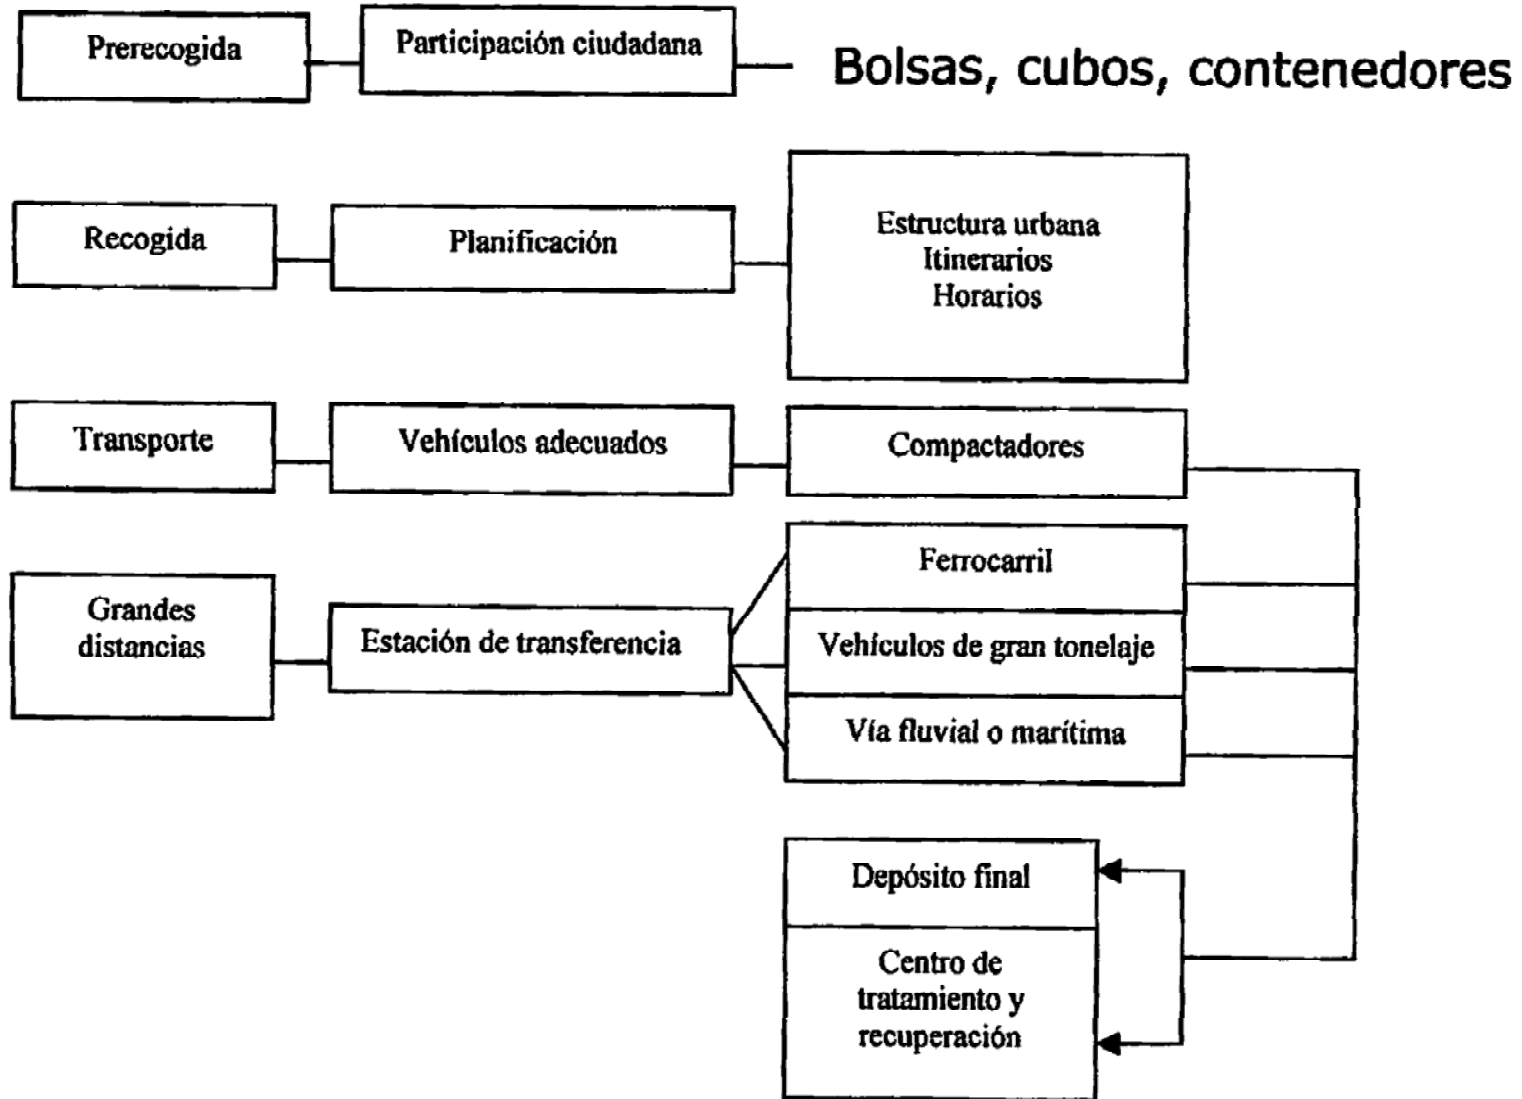 Prerecogida
Participación ciudadana
Bolsas, cubos, contenedores
Recogida
Planificación
Estructura urbana
Itinerarios
Horarios
Transporte
Vehículos adecuados
Compactadores
Grandes
distancias
Estación de transferencia
Ferrocarril
Vehículos de gran tonelaje
Vía fluvial o marítima
Depósito final
Centro de
tratamiento y
recuperación